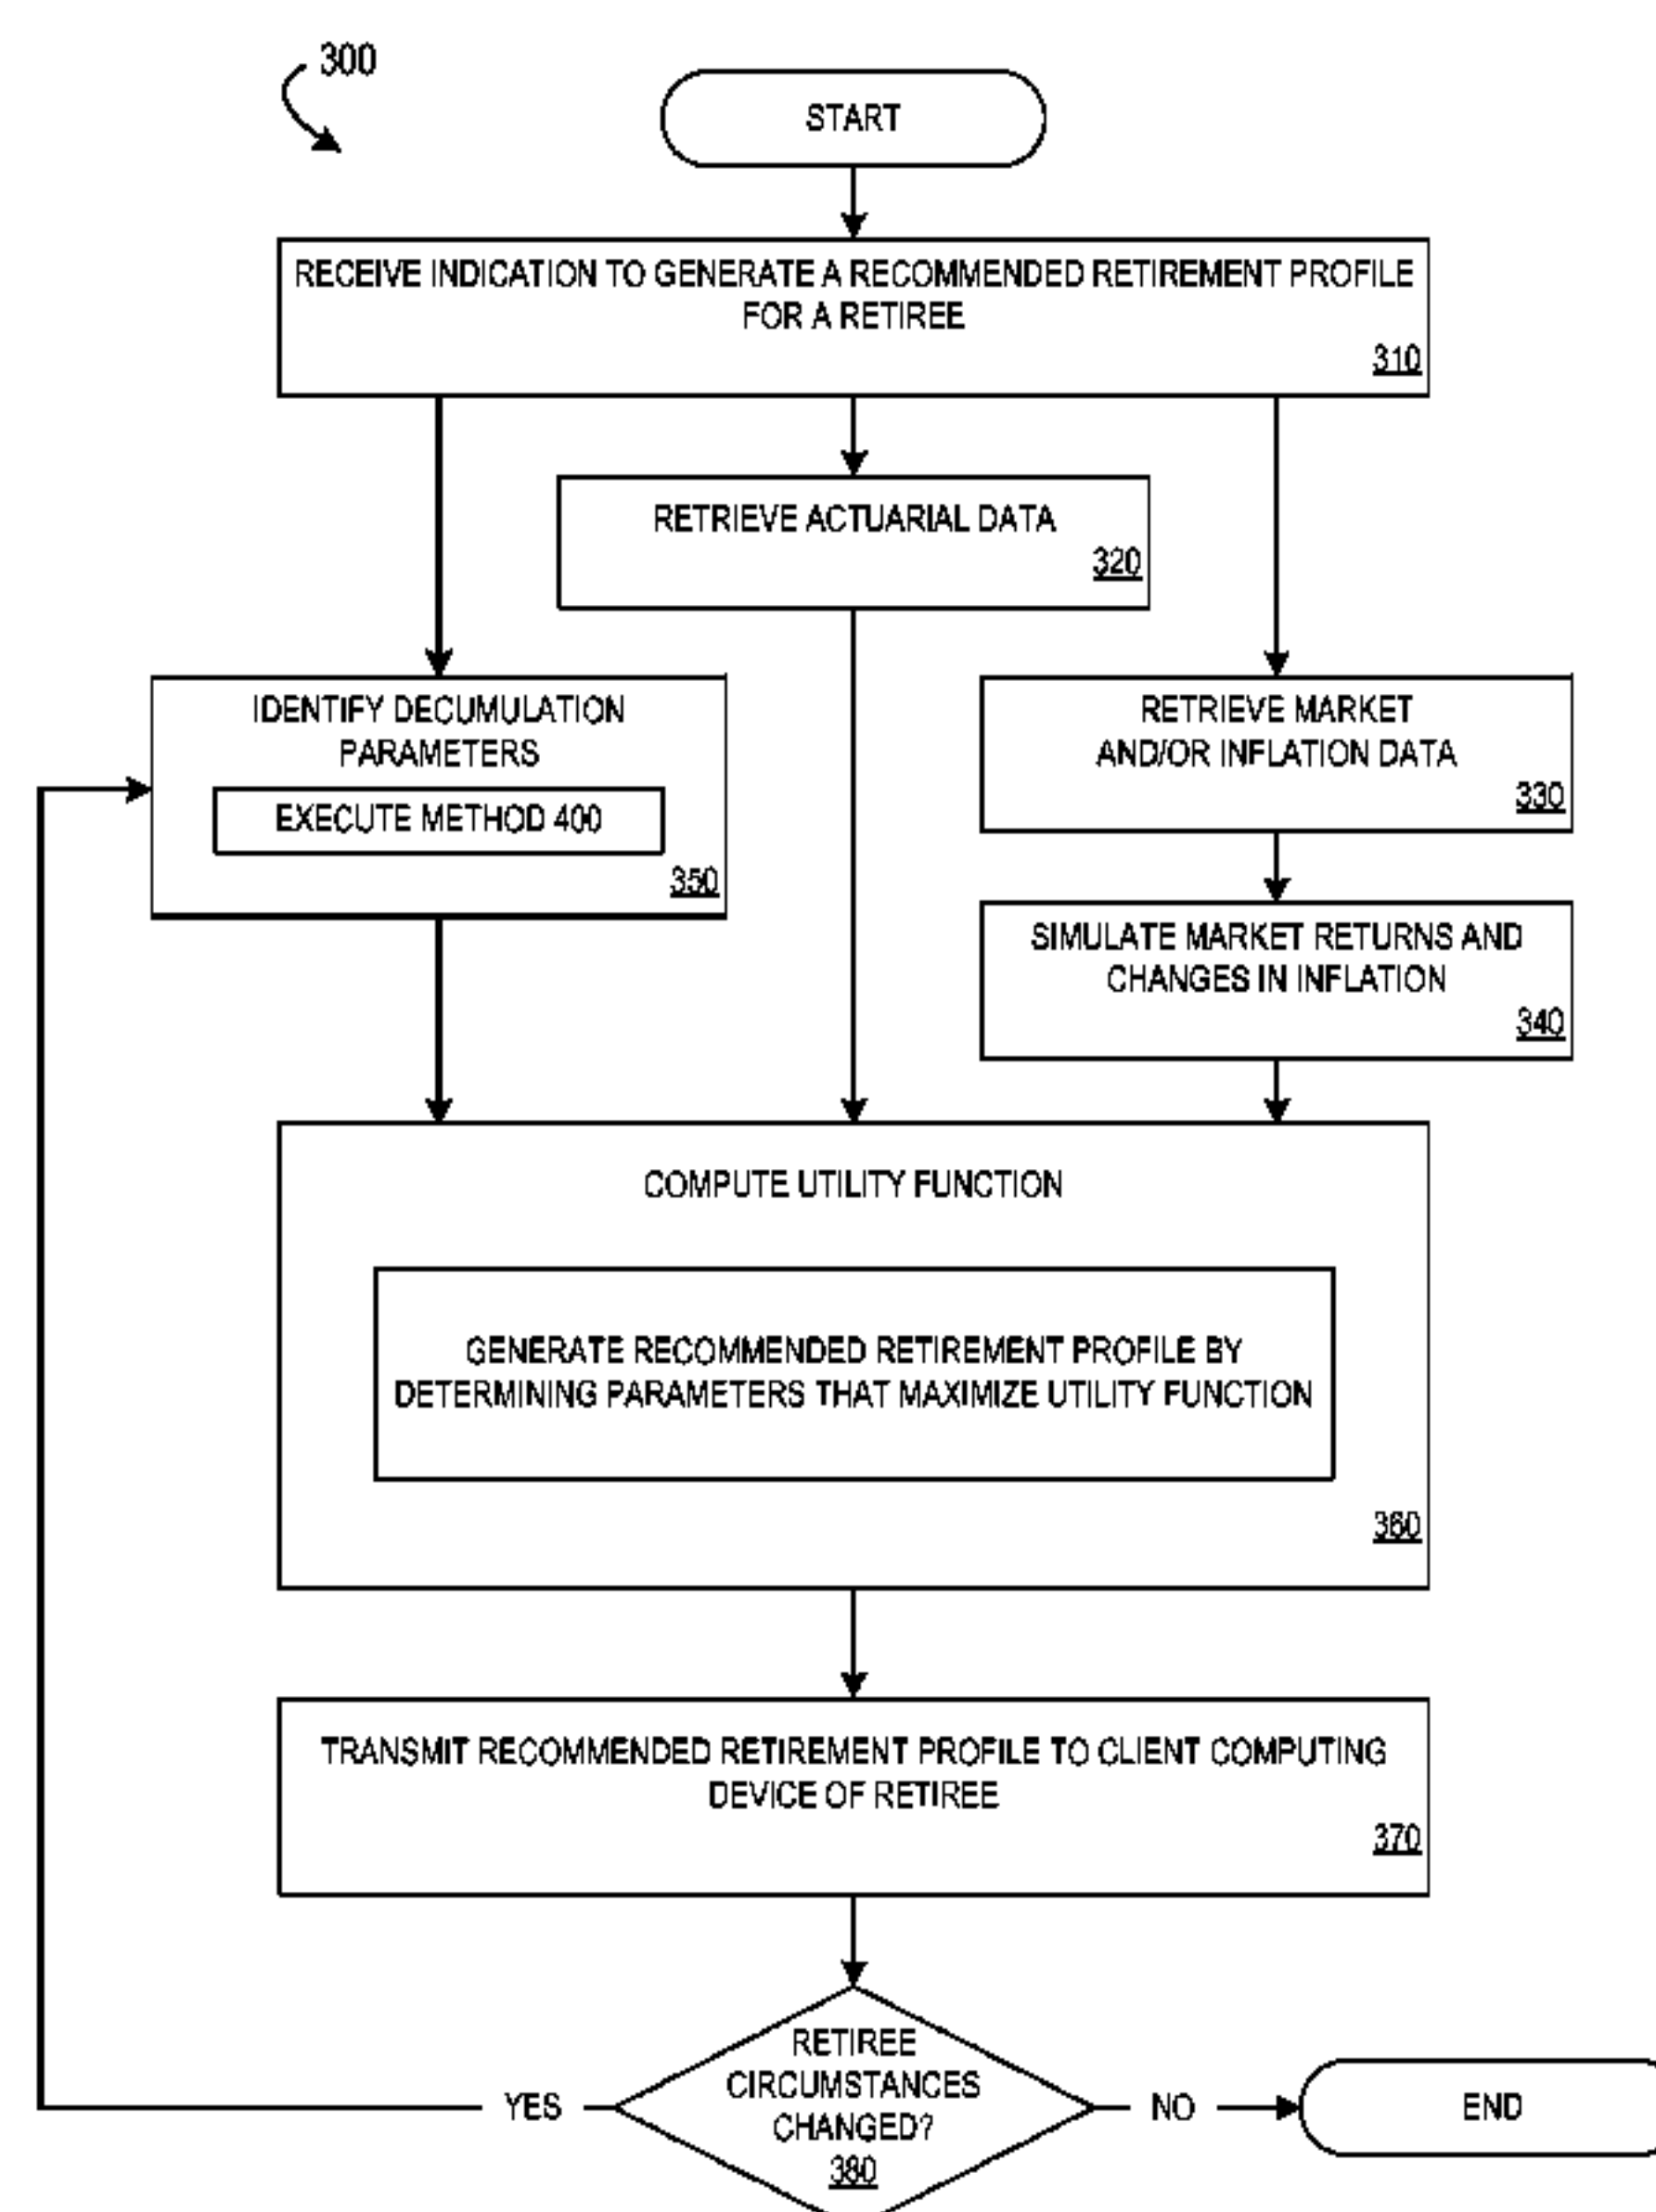 300
START
RECEIVE INDICATION TO GENERATE A RECOMMENDED RETIREMENT PROFILE
FOR A RETIREE
310
RETRIEVE ACTUARIAL DATA
320
IDENTIFY DECUMULATION
PARAMETERS
EXECUTE METHOD 400
350
RETRIEVE MARKET
AND/OR INFLATION DATA
330
SIMULATE MARKET RETURNS AND
CHANGES IN INFLATION
340
COMPUTE UTILITY FUNCTION
GENERATE RECOMMENDED RETIREMENT PROFILE BY
DETERMINING PARAMETERS THAT MAXIMIZE UTILITY FUNCTION
360
TRANSMIT RECOMMENDED RETIREMENT PROFILE TO CLIENT COMPUTING
DEVICE OF RETIREE
370
RETIREE
CIRCUMSTANCES
CHANGED?
380
YES
NO
END